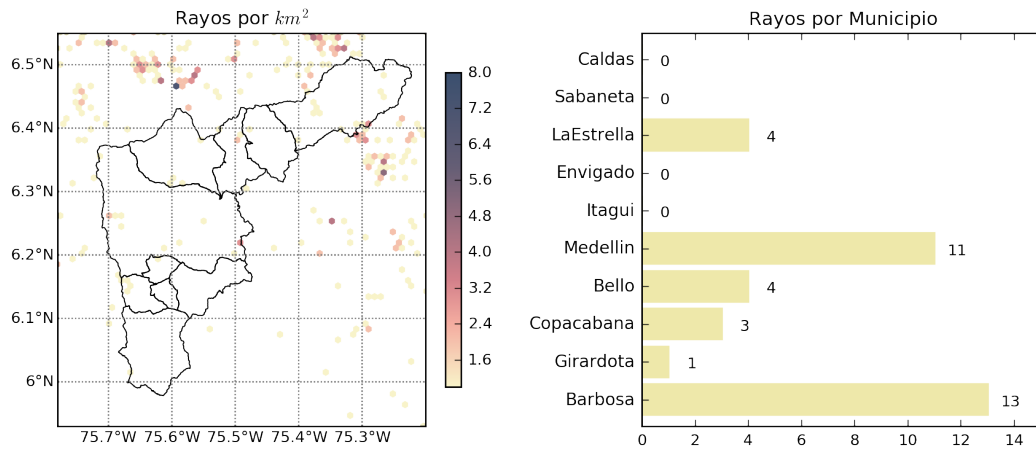 Rayos por km²
6.5°N
6.4°N
6.3°N
6.2°N
6.1°N
6°N
75.7°W 75.6°W 75.5°W 75.4°W 75.3°W
8.0
7.2
6.4
5.6
4.8
4.0
3.2
2.4
1.6
Rayos por Municipio
Caldas 0
Sabaneta 0
LaEstrella 4
Envigado 0
Itagui 0
Medellin 11
Bello 4
Copacabana 3
Girardota 1
Barbosa 13
0 2 4 6 8 10 12 14